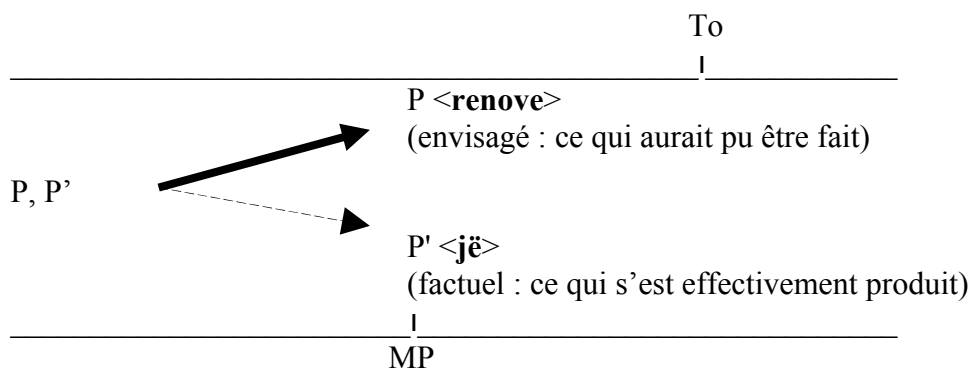 To
P <renove>
(envisagé : ce qui aurait pu être fait)
P, P’
P' <jë>
(factuel : ce qui s’est effectivement produit)
MP